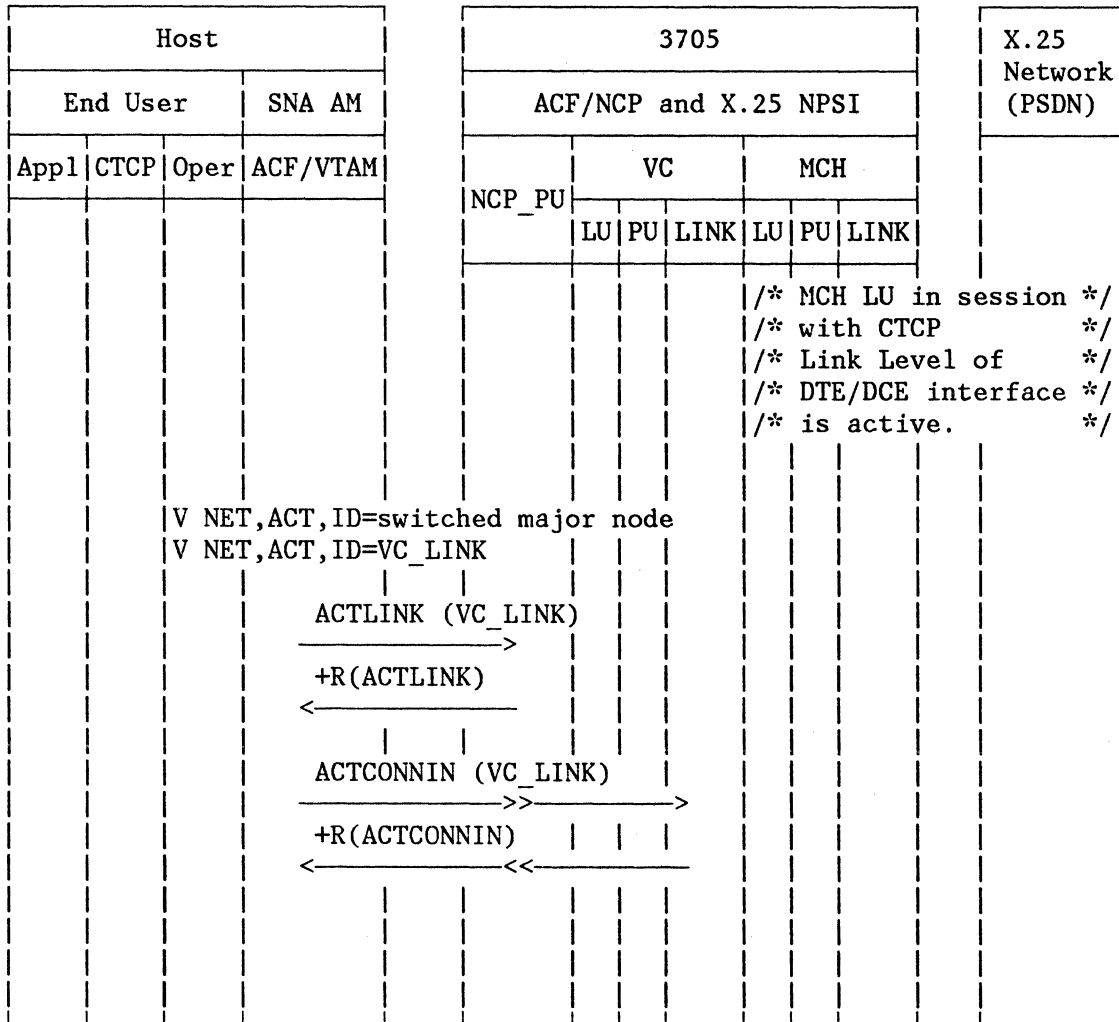 Host
3705
X.25
Network
(PSDN)
End User
SNA AM
ACF/NCP and X.25 NPSI
Appl CTCP Oper ACF/VTAM
NCP_PU
VC
MCH
LU PU LINK LU PU LINK
/* MCH LU in session */
/* with CTCP */
/* Link Level of */
/* DTE/DCE interface */
/* is active. */
V NET,ACT,ID=switched major node
V NET,ACT,ID=VC_LINK
ACTLINK (VC_LINK)
+R(ACTLINK)
ACTCONNIN (VC_LINK)
+R(ACTCONNIN)